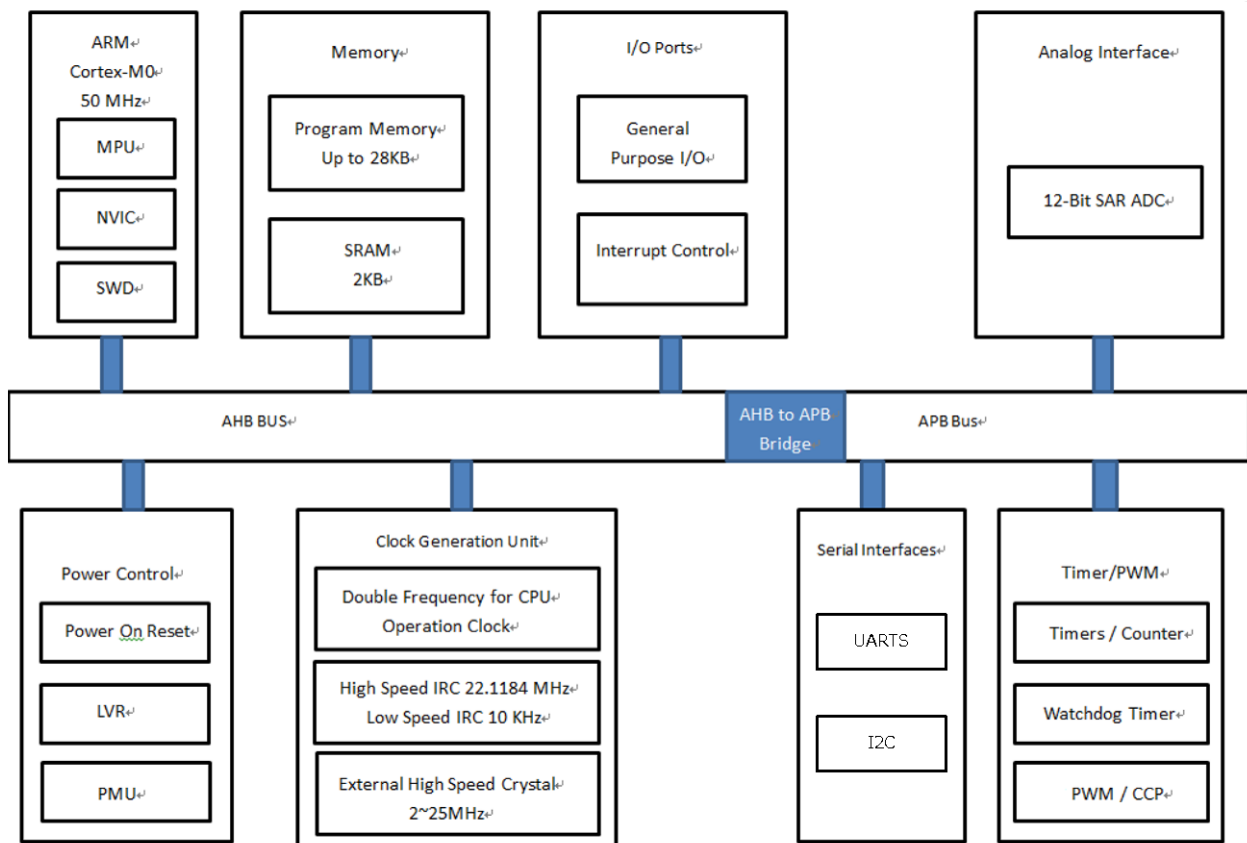 ARM
Cortex-M0
50 MHz
MPU
NVIC
SWD
Memory
Program Memory
Up to 28KB
SRAM
2KB
I/O Ports
General
Purpose I/O
Interrupt Control
Analog Interface
12-Bit SAR ADC
AHB BUS
AHB to APB
Bridge
APB Bus
Power Control
Power On Reset
LVR
PMU
Clock Generation Unit
Double Frequency for CPU
Operation Clock
High Speed IRC 22.1184 MHz
Low Speed IRC 10 KHz
External High Speed Crystal
2~25MHz
Serial Interfaces
UARTS
I2C
Timer/PWM
Timers / Counter
Watchdog Timer
PWM / CCP